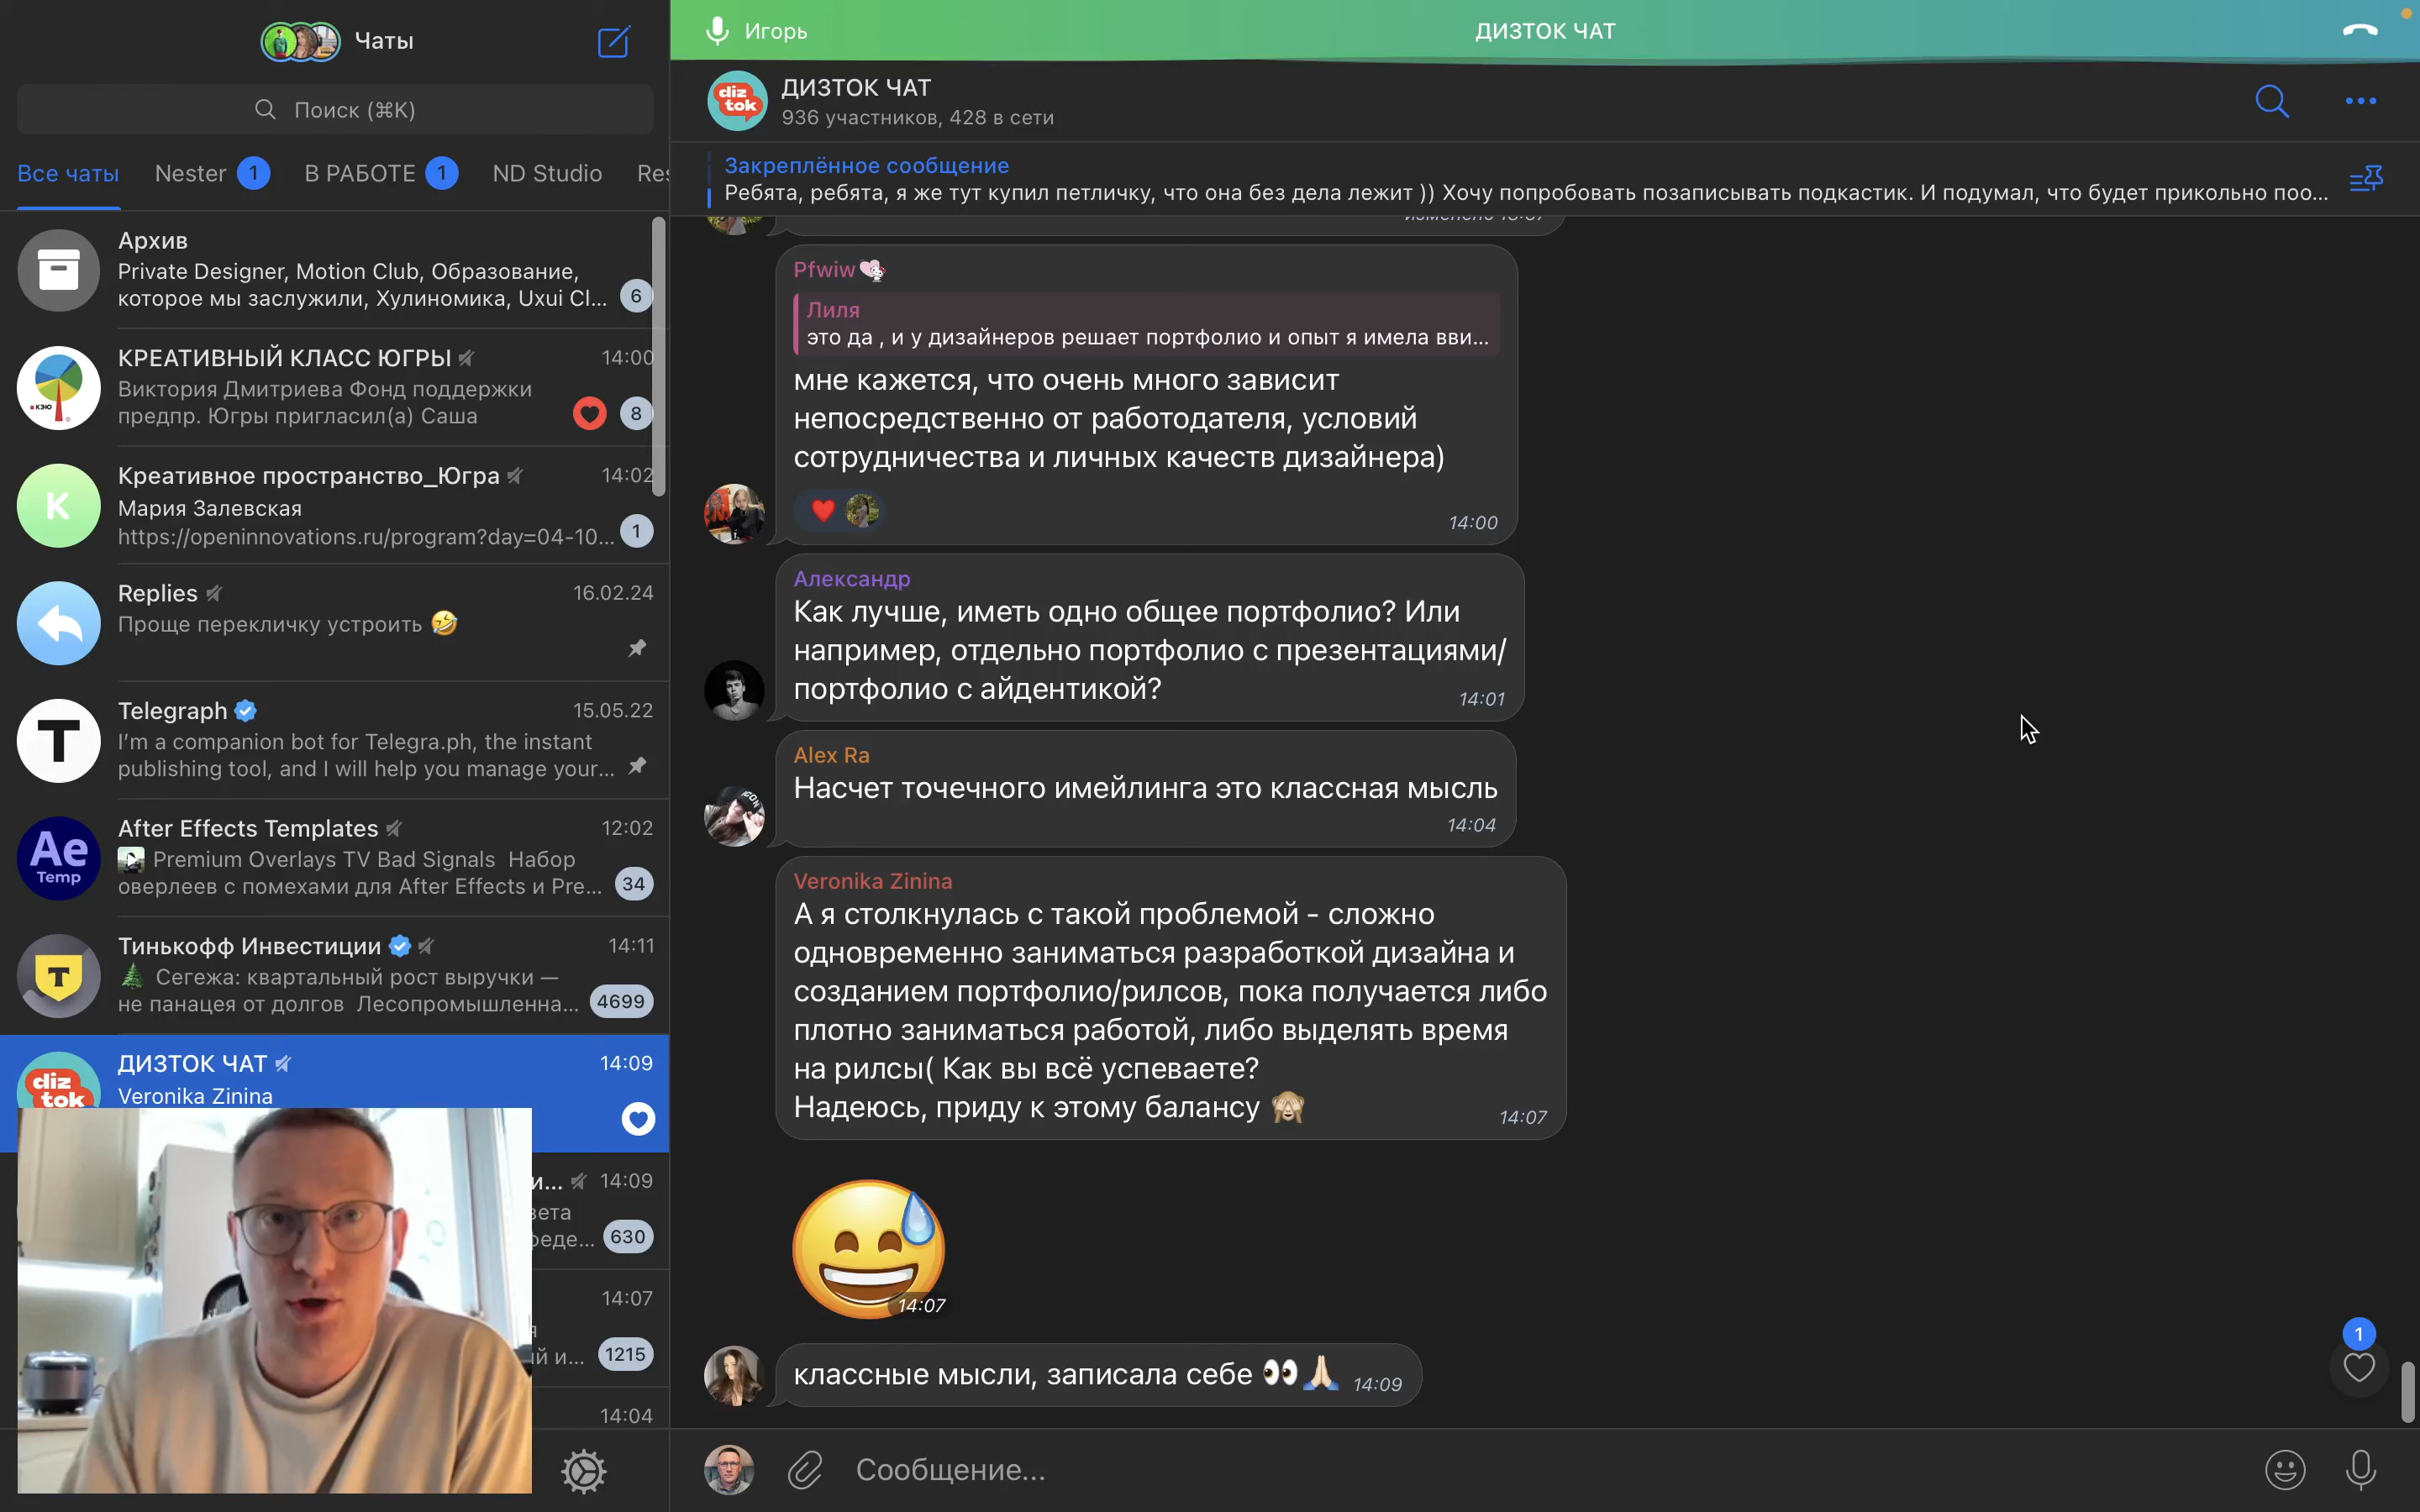 Чаты
Поиск (⌘K)
Все чаты
Nester 1
В РАБОТЕ 1
ND Studio
Res
Архив
Private Designer, Motion Club, Образование,
которое мы заслужили, Хулиномика, Uxui Cl...
6
КРЕАТИВНЫЙ КЛАСС ЮГРЫ
14:00
Виктория Дмитриева Фонд поддержки
предпр. Югры пригласил(а) Саша
8
КЭЮ
K
Креативное пространство_Югра
14:02
Мария Залевская
https://openinnovations.ru/program?day=04-10...
1
Replies
16.02.24
Проще перекличку устроить 🤣
T
Telegraph
15.05.22
I'm a companion bot for Telegra.ph, the instant
publishing tool, and I will help you manage your...
Ae
Temp
After Effects Templates
12:02
Premium Overlays TV Bad Signals Набор
оверлеев с помехами для After Effects и Pre...
34
T
Тинькофф Инвестиции
14:11
🌲 Сегежа: квартальный рост выручки —
не панацея от долгов Лесопромышленна...
4699
diz
tok
ДИЗТОК ЧАТ
14:09
Veronika Zinina
и...
14:09
вета
реде...
630
14:07
ый и...
1215
14:04
Игорь
ДИЗТОК ЧАТ
diz
tok
ДИЗТОК ЧАТ
936 участников, 428 в сети
Закреплённое сообщение
Ребята, ребята, я же тут купил петличку, что она без дела лежит )) Хочу попробовать позаписывать подкастик. И подумал, что будет прикольно поо...
Pfwiw
Лиля
это да , и у дизайнеров решает портфолио и опыт я имела вви...
мне кажется, что очень много зависит
непосредственно от работодателя, условий
сотрудничества и личных качеств дизайнера)
❤️
14:00
Александр
Как лучше, иметь одно общее портфолио? Или
например, отдельно портфолио с презентациями/
портфолио с айдентикой?
14:01
Alex Ra
Насчет точечного имейлинга это классная мысль
14:04
Veronika Zinina
А я столкнулась с такой проблемой - сложно
одновременно заниматься разработкой дизайна и
созданием портфолио/рилсов, пока получается либо
плотно заниматься работой, либо выделять время
на рилсы( Как вы всё успеваете?
Надеюсь, приду к этому балансу 🙈
14:07
😅
14:07
классные мысли, записала себе 👀🙏🏻 14:09
1
Сообщение...